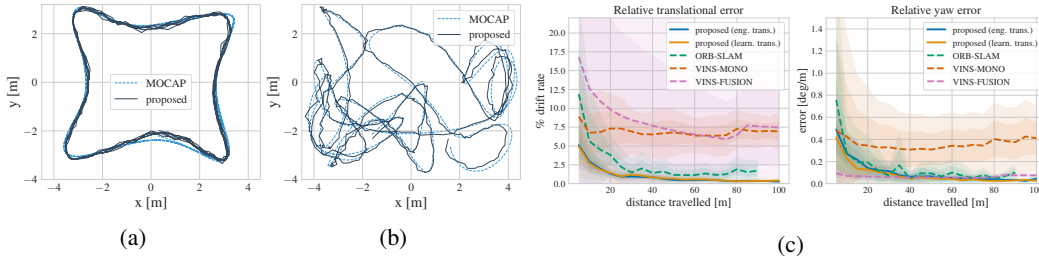 2
0
−2
−4
y [m]
−4 −2 0 2 4
x [m]
MOCAP
proposed
(a)
2
0
−2
−4
y [m]
−4 −3 −2 −1 0 1 2 3 4
x [m]
MOCAP
proposed
(b)
Relative translational error
20.0
17.5
15.0
12.5
10.0
7.5
5.0
2.5
0.0
% drift rate
20 40 60 80 100
distance travelled [m]
proposed (eng. trans.)
proposed (learn. trans.)
ORB-SLAM
VINS-MONO
VINS-FUSION
Relative yaw error
1.4
1.2
1.0
0.8
0.6
0.4
0.2
0.0
error [deg/m]
20 40 60 80 100
distance travelled [m]
proposed (eng. trans.)
proposed (learn. trans.)
ORB-SLAM
VINS-MONO
VINS-FUSION
(c)